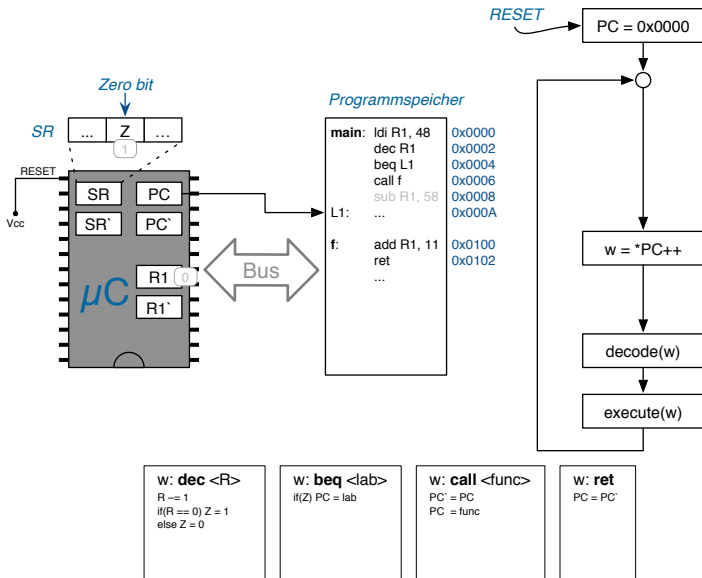 RESET
PC = 0x0000
Zero bit
Programmspeicher
SR
... Z ...
1
main: ldi R1, 48 0x0000
dec R1 0x0002
beq L1 0x0004
call f 0x0006
sub R1, 58 0x0008
L1: ... 0x000A
f: add R1, 11 0x0100
ret 0x0102
...
RESET
Vcc
SR PC
SR` PC`
R1 0
R1`
µC
Bus
w = *PC++
decode(w)
execute(w)
w: dec <R>
R −= 1
if(R == 0) Z = 1
else Z = 0
w: beq <lab>
if(Z) PC = lab
w: call <func>
PC` = PC
PC = func
w: ret
PC = PC`